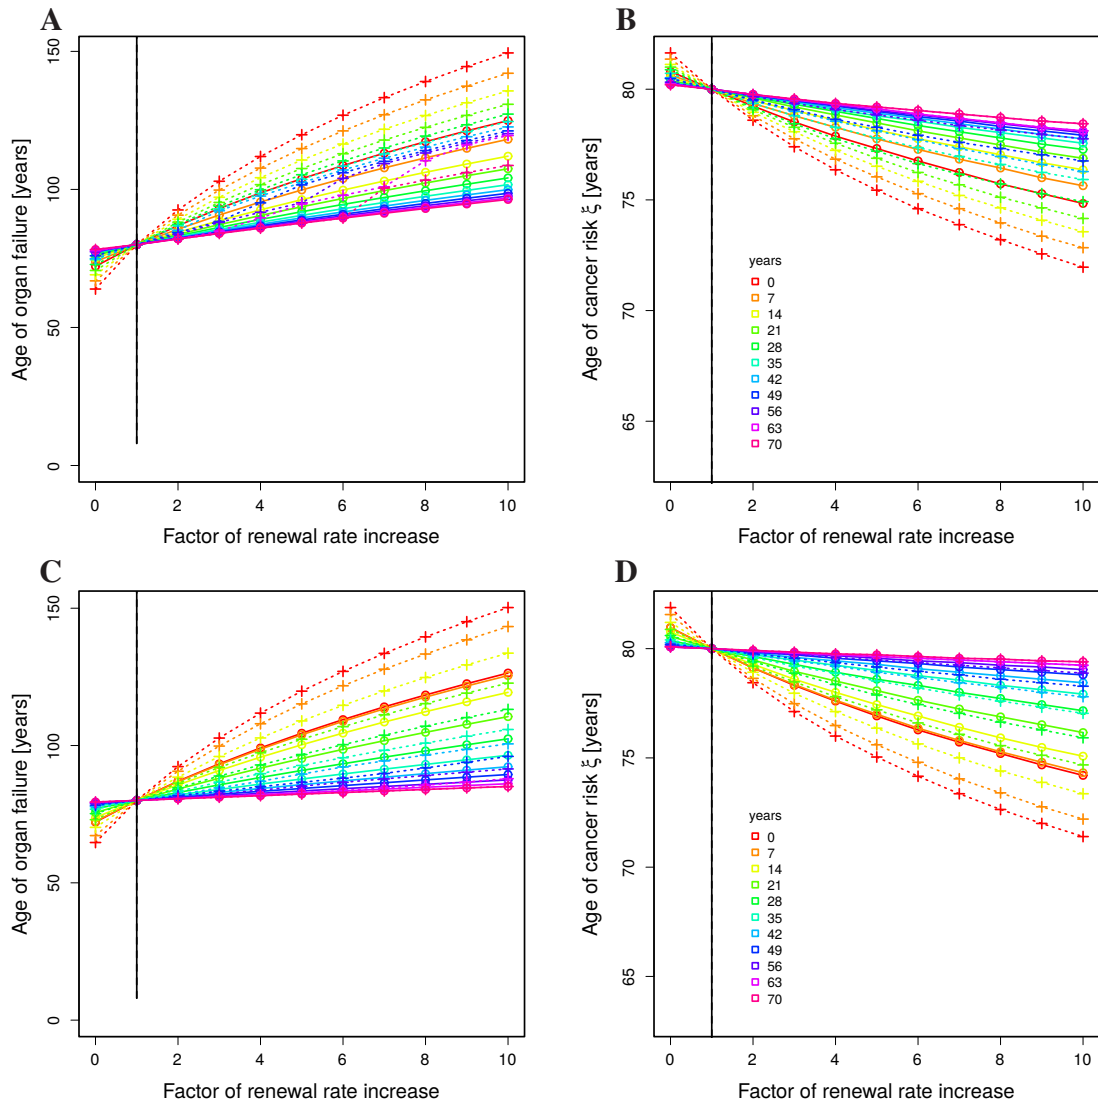 A
Age of organ failure [years]
150
100
50
0
0 2 4 6 8 10
Factor of renewal rate increase
B
Age of cancer risk ξ [years]
80
75
70
65
years
0
7
14
21
28
35
42
49
56
63
70
0 2 4 6 8 10
Factor of renewal rate increase
C
Age of organ failure [years]
150
100
50
0
0 2 4 6 8 10
Factor of renewal rate increase
D
Age of cancer risk ξ [years]
80
75
70
65
years
0
7
14
21
28
35
42
49
56
63
70
0 2 4 6 8 10
Factor of renewal rate increase